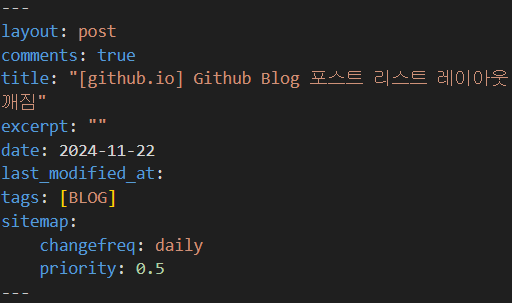 ---
layout: post
comments: true
title: "[github.io] Github Blog 포스트 리스트 레이아웃
깨짐"
excerpt: ""
date: 2024-11-22
last_modified_at:
tags: [BLOG]
sitemap:
    changefreq: daily
    priority: 0.5
---